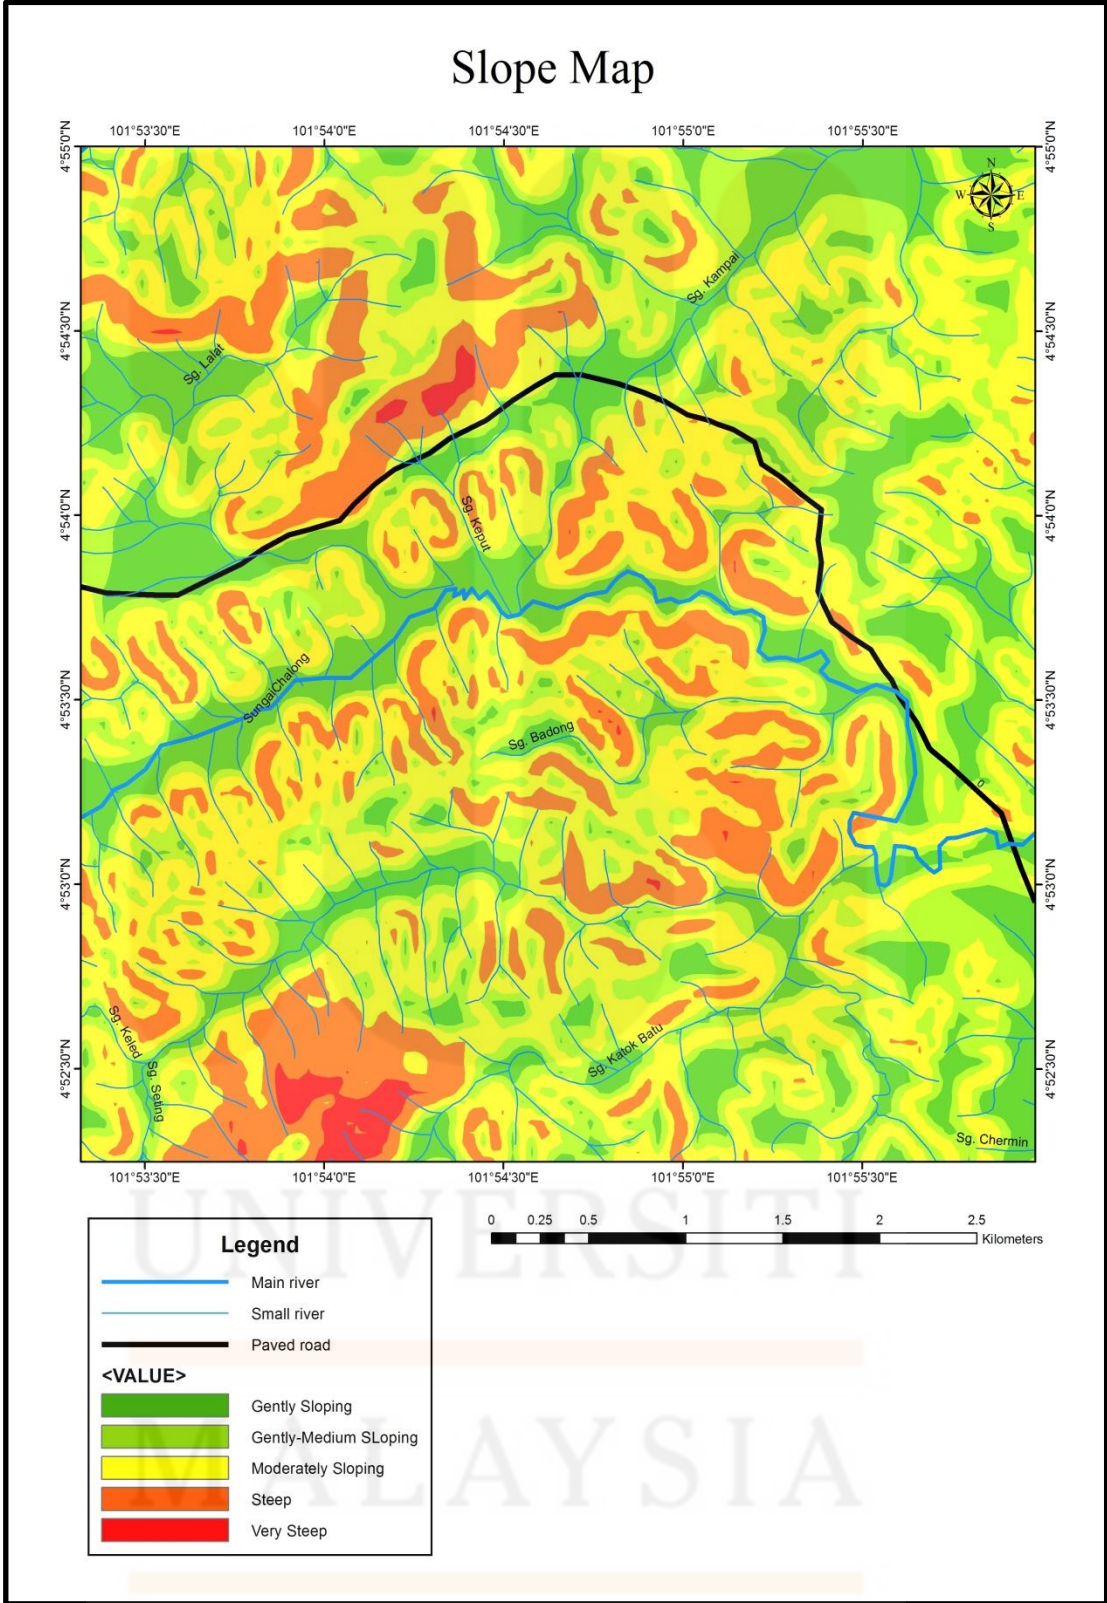 Slope Map
101°53'30"E 101°54'0"E 101°54'30"E 101°55'0"E 101°55'30"E
4°55'0"N
4°55'0"N
N
W E
S
Sg. Kampai
4°54'30"N
4°54'30"N
Sg. Lalat
4°54'0"N
4°54'0"N
Sg. Keput
SungaiChalong
4°53'30"N
4°53'30"N
Sg. Badong
0
4°53'0"N
4°53'0"N
Sg. Keled
Sg. Katok Batu
4°52'30"N
4°52'30"N
Sg. Seting
Sg. Chermin
101°53'30"E 101°54'0"E 101°54'30"E 101°55'0"E 101°55'30"E
UNIVERSITI
0 0.25 0.5 1 1.5 2 2.5
Kilometers
Legend
Main river
Small river
Paved road
<VALUE>
Gently Sloping
Gently-Medium SLoping
Moderately Sloping
Steep
Very Steep
MALAYSIA